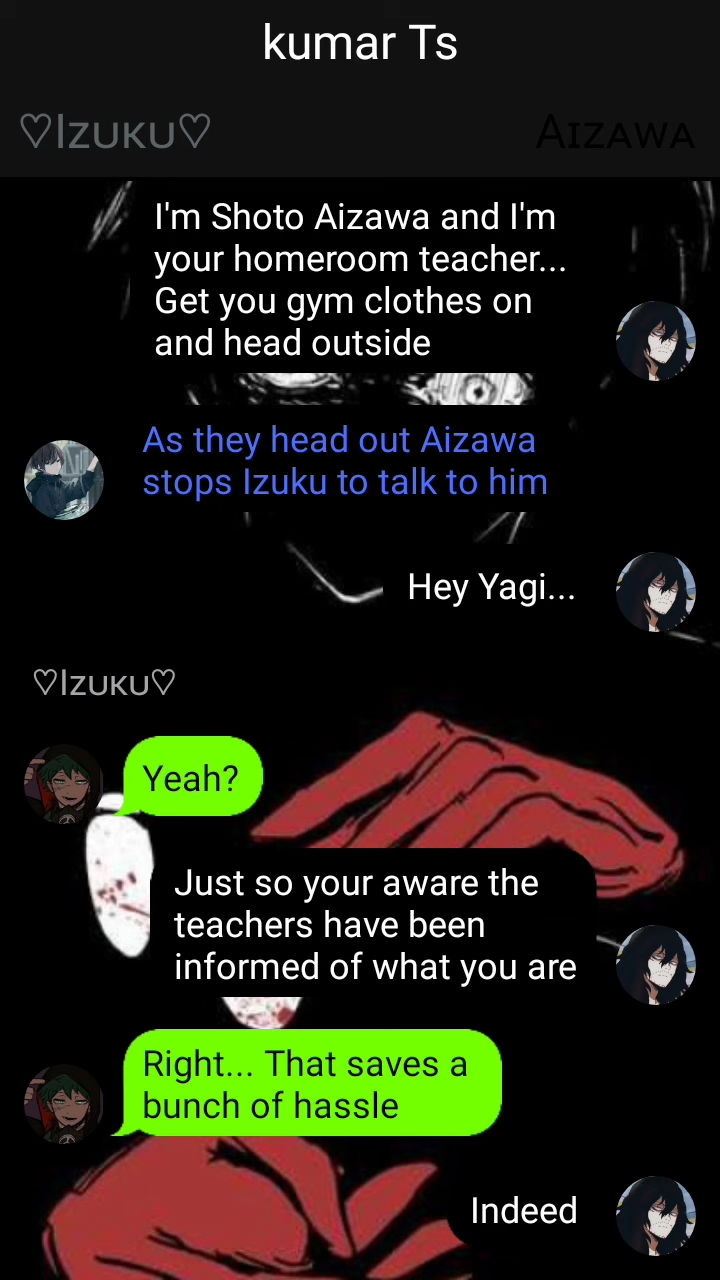 kumar Ts
♡Izuku♡ Aizawa
I'm Shoto Aizawa and I'm
your homeroom teacher...
Get you gym clothes on
and head outside
As they head out Aizawa
stops Izuku to talk to him
Hey Yagi...
♡Izuku♡
Yeah?
Just so your aware the
teachers have been
informed of what you are
Right... That saves a
bunch of hassle
Indeed